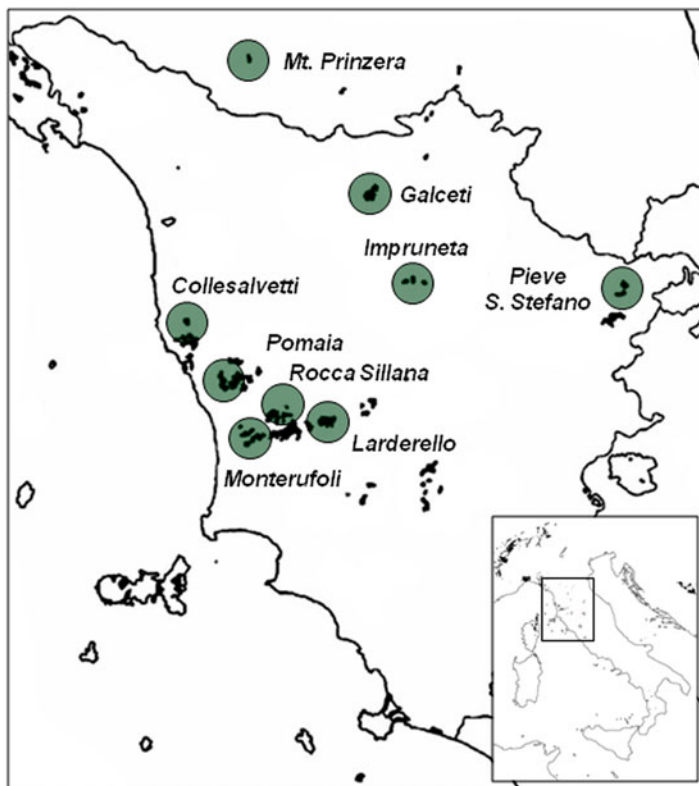 Mt. Prinzera
Galceti
Impruneta
Pieve
S. Stefano
Collesalvetti
Pomaia
Rocca Sillana
Larderello
Monterufoli